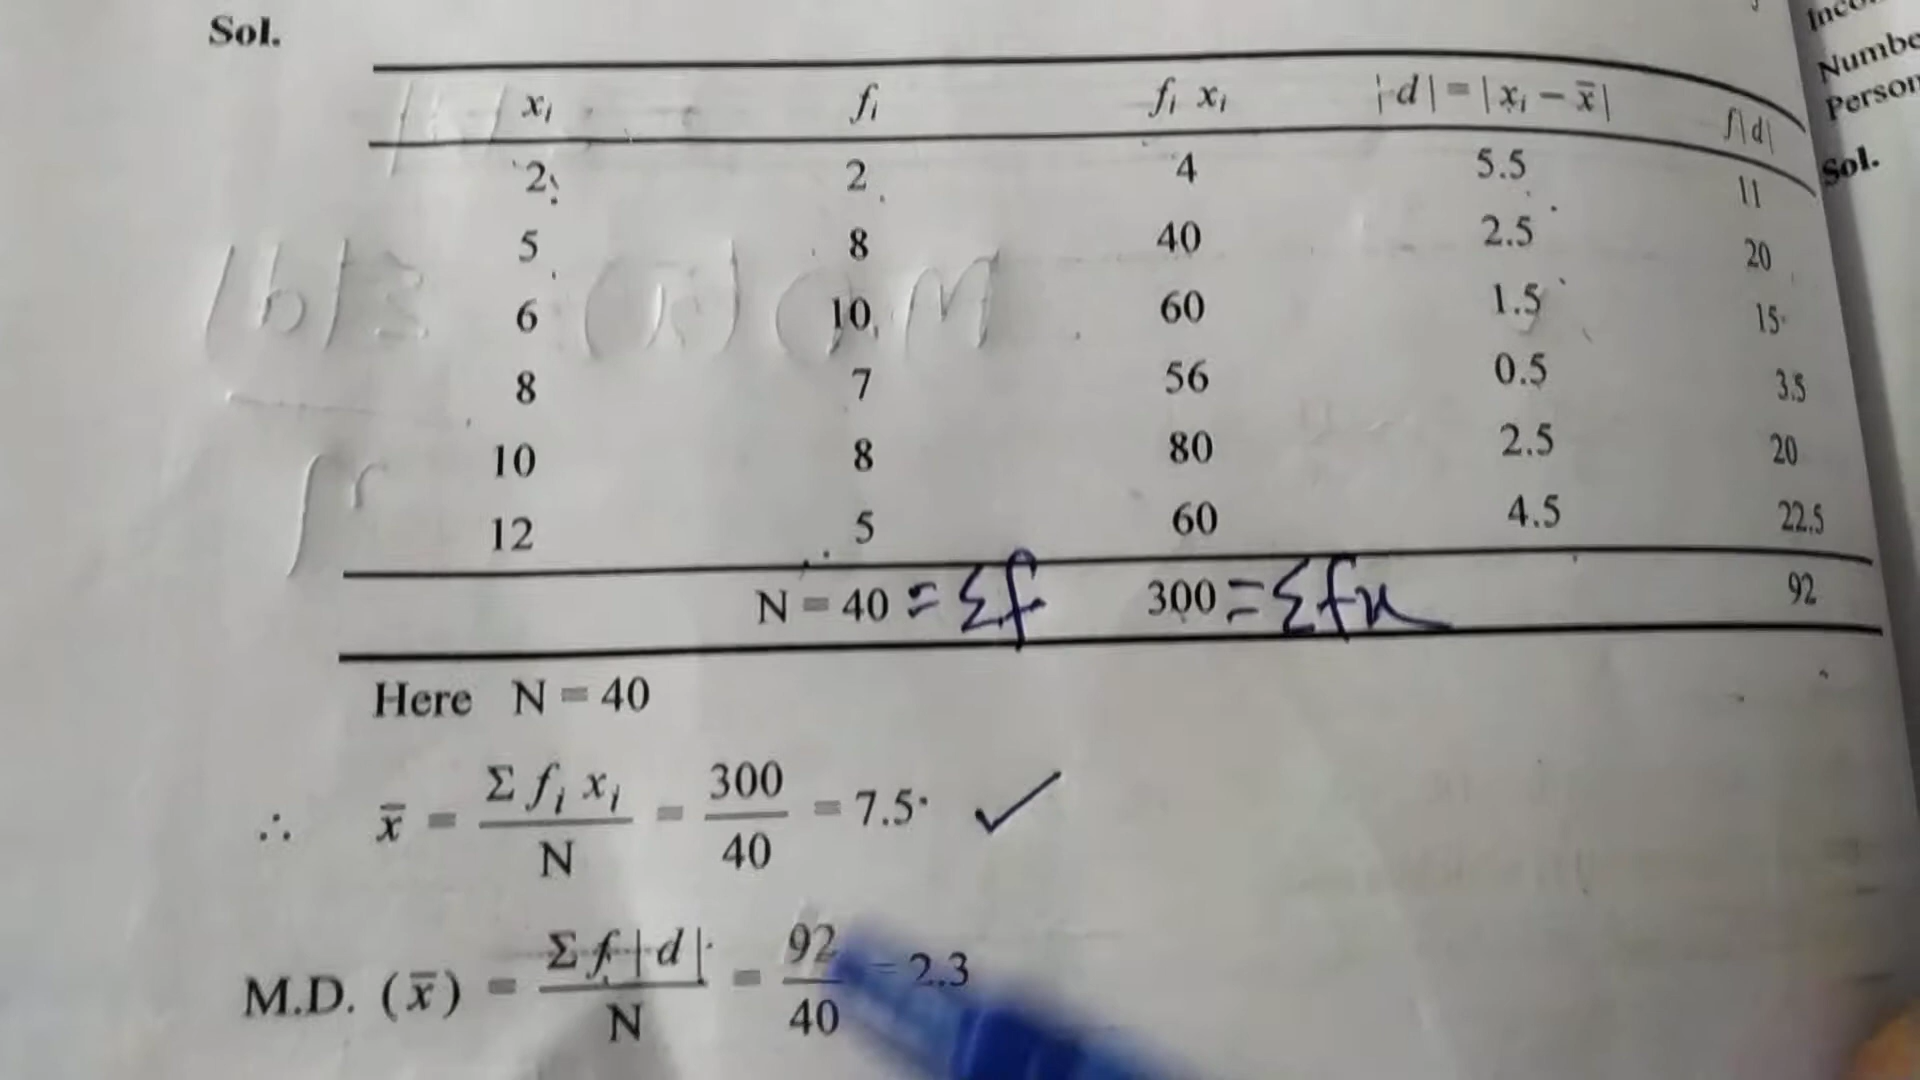 Sol.
xi fi fi xi |d| = |xi − x̄| f|d|
2 2 4 5.5 11
5 8 40 2.5 20
6 10 60 1.5 15
8 7 56 0.5 3.5
10 8 80 2.5 20
12 5 60 4.5 22.5
N = 40 = Σf 300 = Σfx 92
Here N = 40
∴ x̄ = Σ fi xi / N = 300 / 40 = 7.5 ✓
M.D. (x̄) = Σ f |d| / N = 92 / 40 = 2.3
Numbe
Person
Sol.